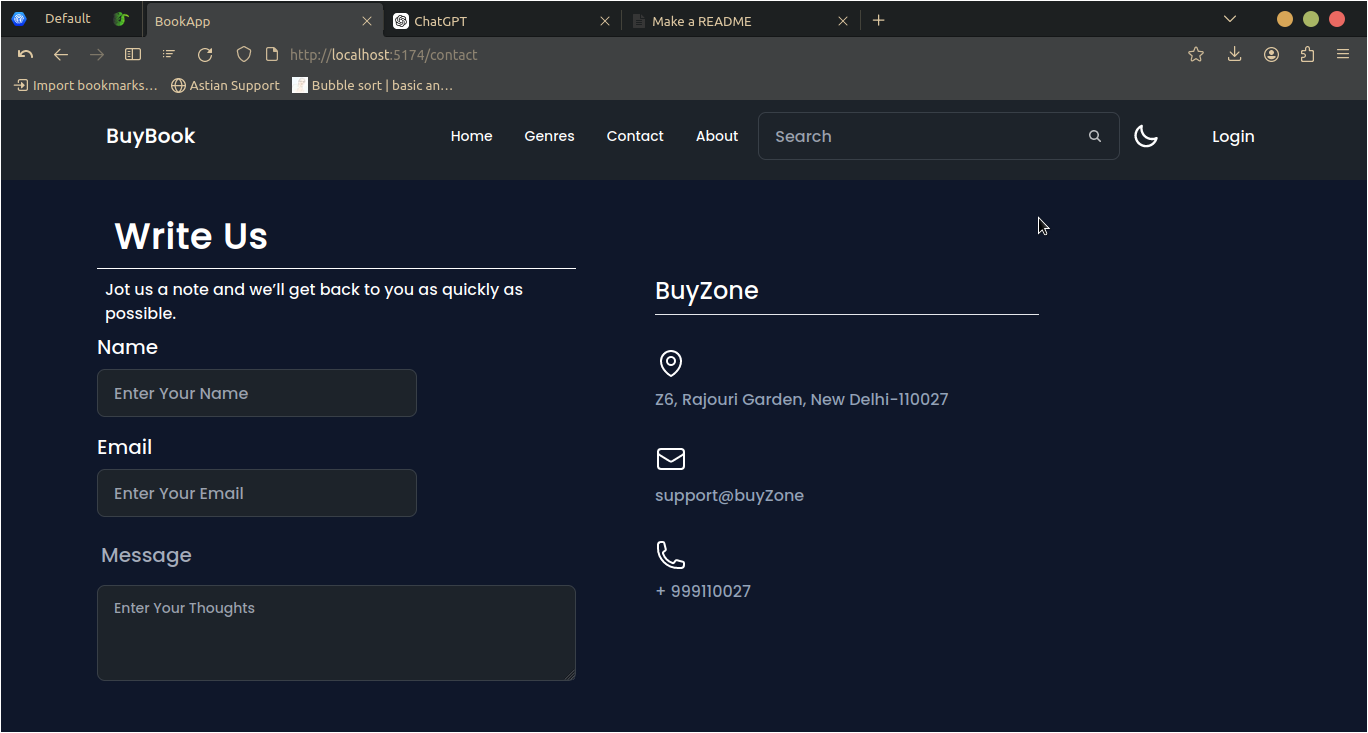 Default
BookApp
ChatGPT
Make a README
http://localhost:5174/contact
Import bookmarks...
Astian Support
Bubble sort | basic an...
BuyBook
Home
Genres
Contact
About
Search
Login
Write Us
Jot us a note and we’ll get back to you as quickly as
possible.
Name
Enter Your Name
Email
Enter Your Email
Message
Enter Your Thoughts
BuyZone
Z6, Rajouri Garden, New Delhi-110027
support@buyZone
+ 999110027